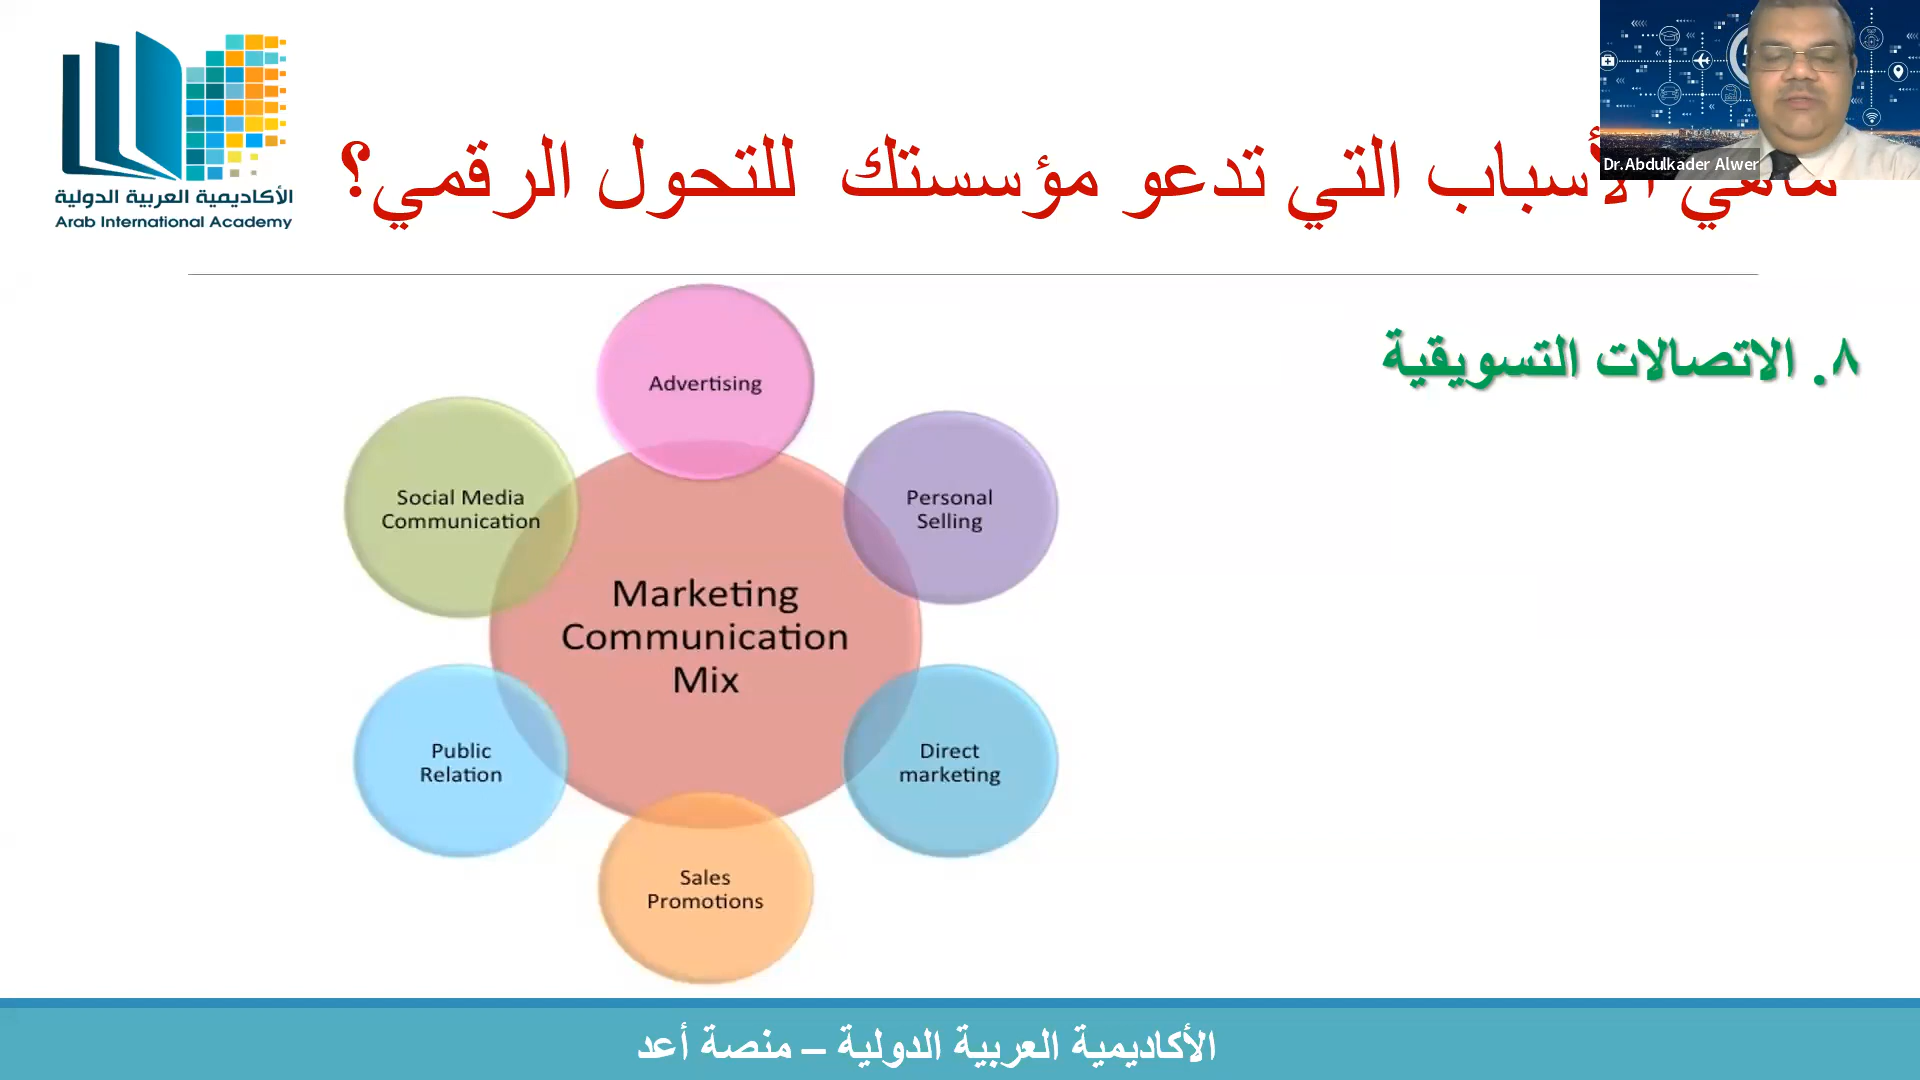 الأكاديمية العربية الدولية
Arab International Academy
ماهي الأسباب التي تدعو مؤسستك للتحول الرقمي؟
Dr.Abdulkader Alwer
٨. الاتصالات التسويقية
Advertising
Social Media
Communication
Personal
Selling
Marketing
Communication
Mix
Public
Relation
Direct
marketing
Sales
Promotions
الأكاديمية العربية الدولية – منصة أعد